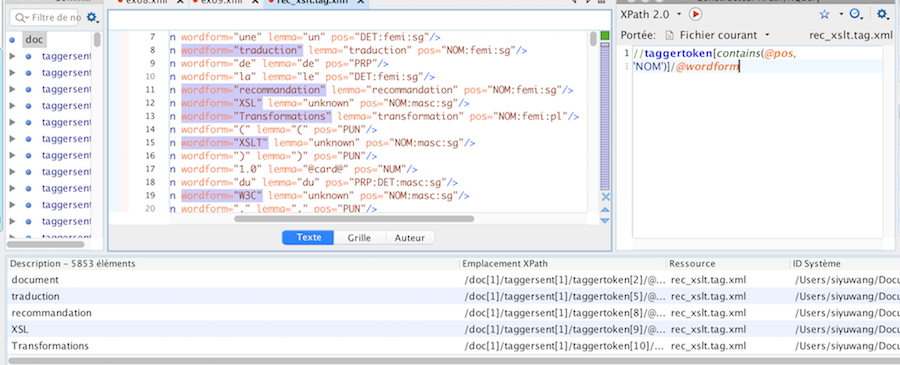 ex08.xml × ex09.xml × rec_xslt.tag.xml ×
XPath 2.0
Filtre de no
Portée: Fichier courant rec_xslt.tag.xml
doc
taggersent
taggersent
taggersent
taggersent
taggersent
taggersent
taggersent
taggersent
taggersent
taggersent
taggersent
7 n wordform="une" lemma="un" pos="DET:femi:sg"/>
8 n wordform="traduction" lemma="traduction" pos="NOM:femi:sg"/>
9 n wordform="de" lemma="de" pos="PRP"/>
10 n wordform="la" lemma="le" pos="DET:femi:sg"/>
11 n wordform="recommandation" lemma="recommandation" pos="NOM:femi:sg"/>
12 n wordform="XSL" lemma="unknown" pos="NOM:masc:sg"/>
13 n wordform="Transformations" lemma="transformation" pos="NOM:femi:pl"/>
14 n wordform="(" lemma="(" pos="PUN"/>
15 n wordform="XSLT" lemma="unknown" pos="NOM:masc:sg"/>
16 n wordform=")" lemma=")" pos="PUN"/>
17 n wordform="1.0" lemma="@card@" pos="NUM"/>
18 n wordform="du" lemma="du" pos="PRP:DET:masc:sg"/>
19 n wordform="W3C" lemma="unknown" pos="NOM:masc:sg"/>
20 n wordform="." lemma="." pos="PUN"/>
1 //taggertoken[contains(@pos,
1 'NOM')]/@wordform
Texte Grille Auteur
Description – 5853 éléments Emplacement XPath Ressource ID Système
document /doc[1]/taggersent[1]/taggertoken[2]/@... rec_xslt.tag.xml /Users/siyuwang/Docu
traduction /doc[1]/taggersent[1]/taggertoken[5]/@... rec_xslt.tag.xml /Users/siyuwang/Docu
recommandation /doc[1]/taggersent[1]/taggertoken[8]/@... rec_xslt.tag.xml /Users/siyuwang/Docu
XSL /doc[1]/taggersent[1]/taggertoken[9]/@... rec_xslt.tag.xml /Users/siyuwang/Docu
Transformations /doc[1]/taggersent[1]/taggertoken[10]/... rec_xslt.tag.xml /Users/siyuwang/Docu